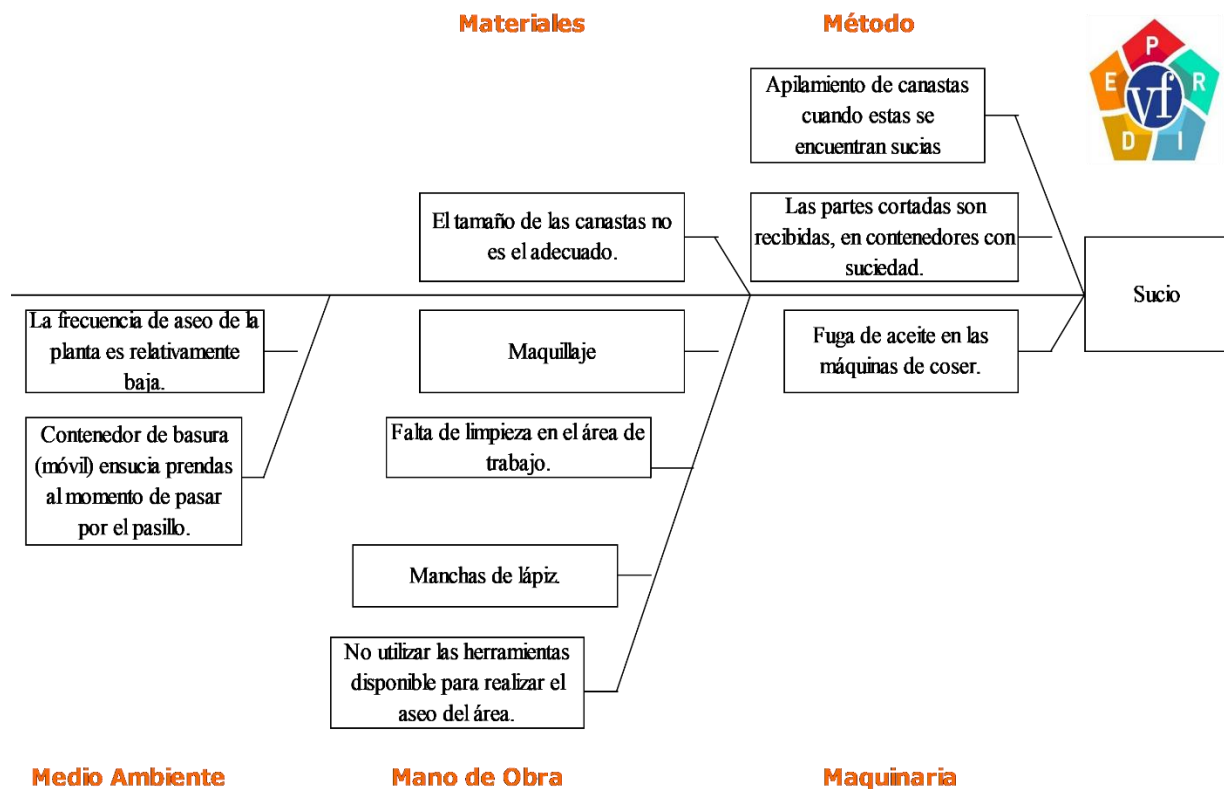 Materiales
Método
P
E
R
vf
D
I
Apilamiento de canastas
cuando estas se
encuentran sucias
El tamaño de las canastas no
es el adecuado.
Las partes cortadas son
recibidas, en contenedores con
suciedad.
Sucio
La frecuencia de aseo de la
planta es relativamente
baja.
Maquillaje
Fuga de aceite en las
máquinas de coser.
Contenedor de basura
(móvil) ensucia prendas
al momento de pasar
por el pasillo.
Falta de limpieza en el área de
trabajo.
Manchas de lápiz.
No utilizar las herramientas
disponible para realizar el
aseo del área.
Medio Ambiente
Mano de Obra
Maquinaria